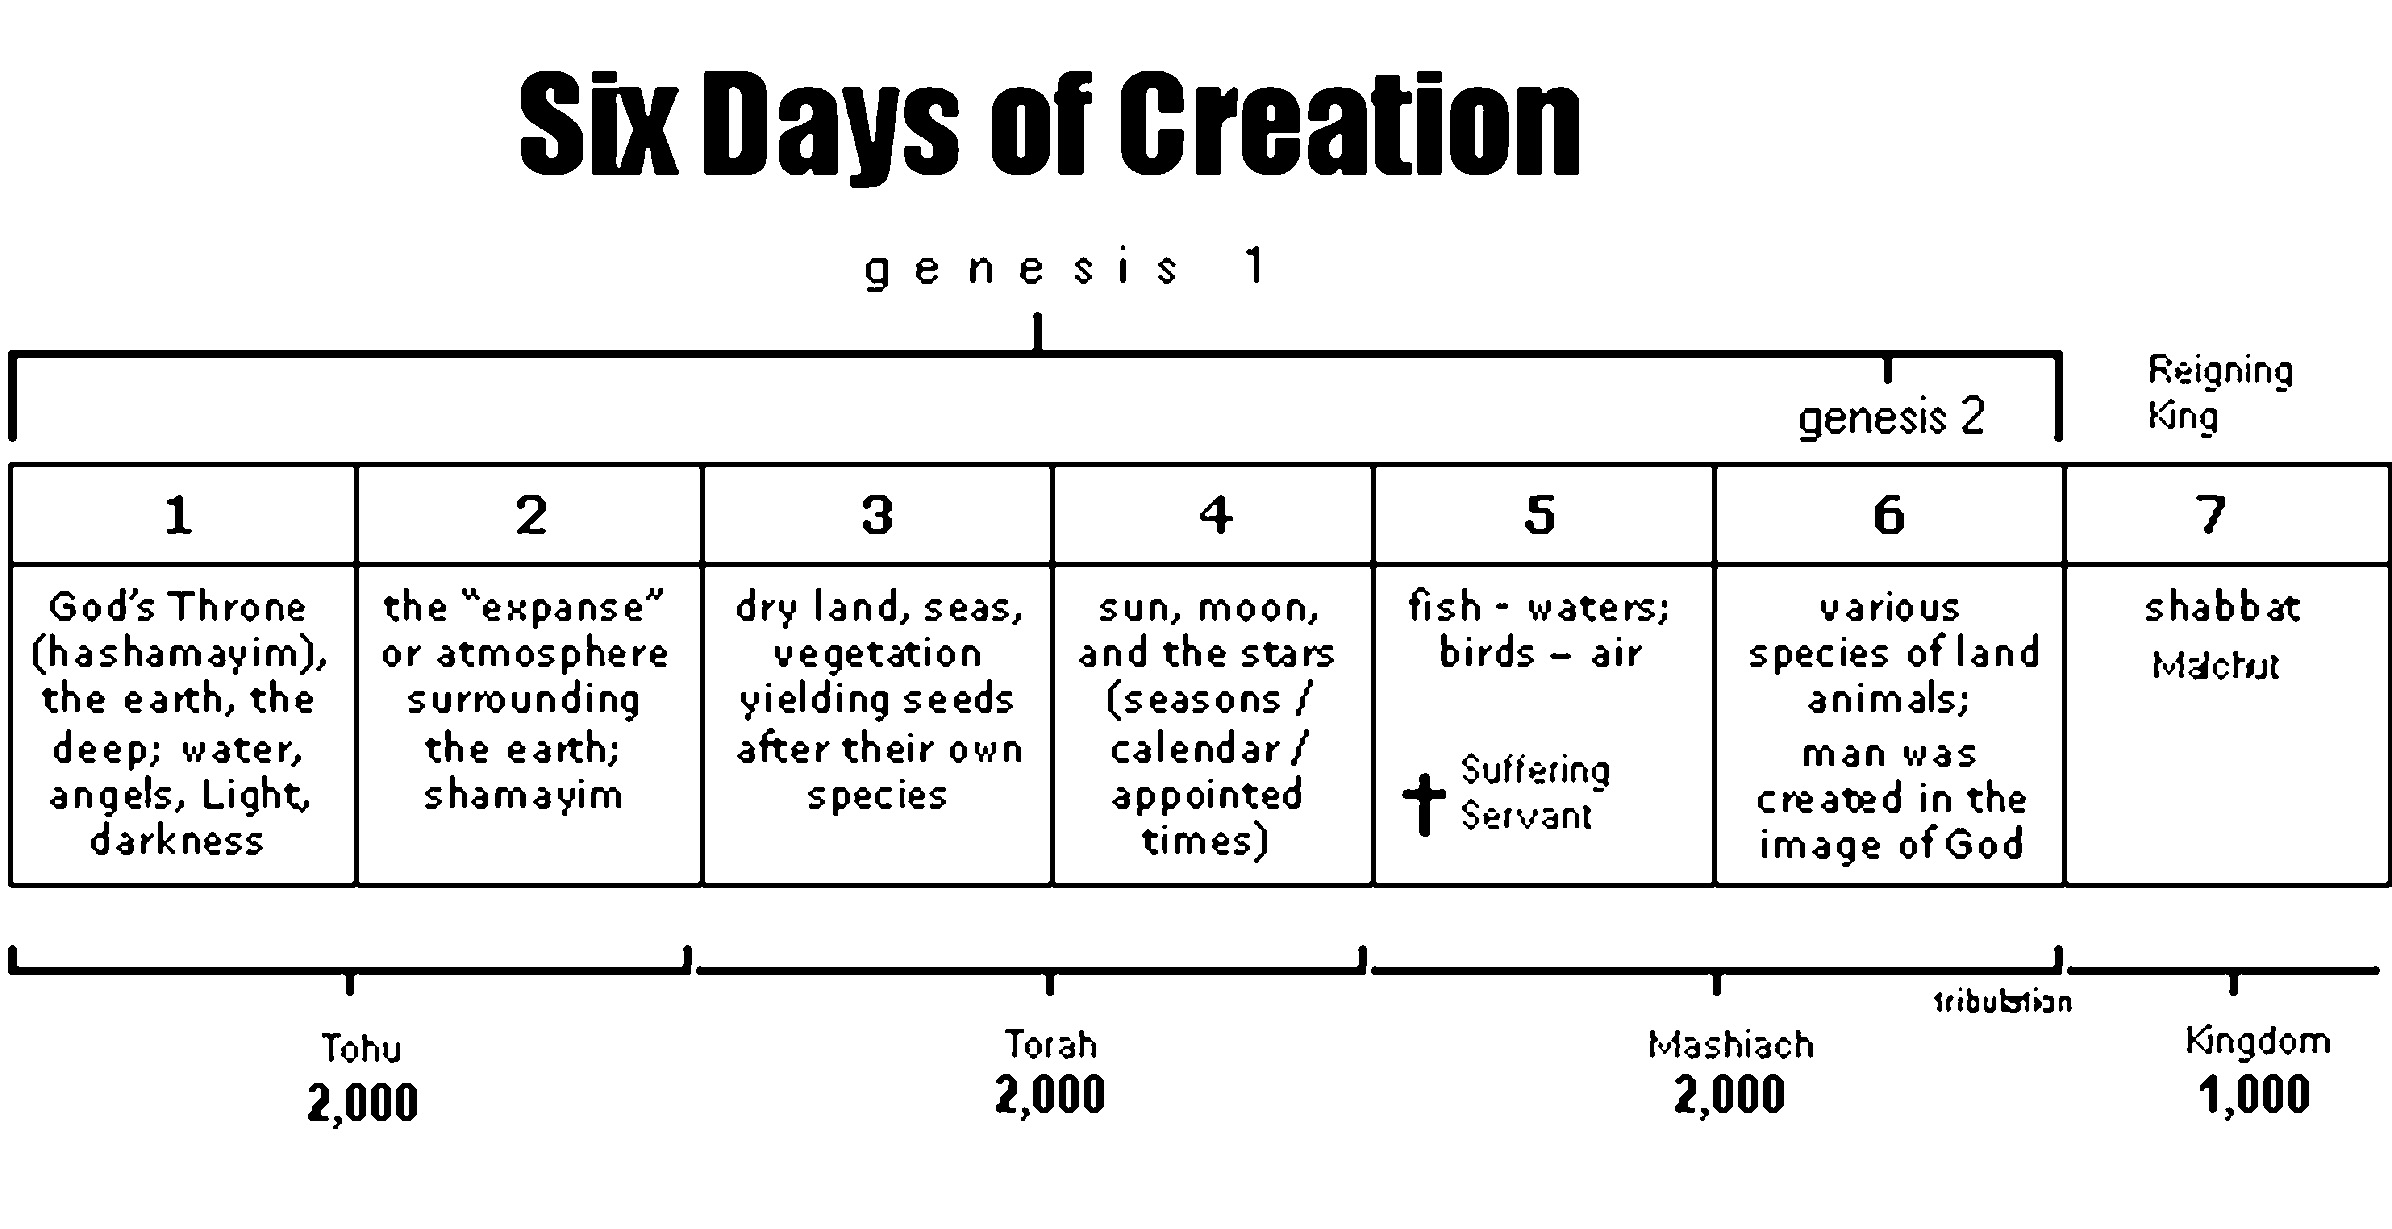 Six Days of Creation
genesis 1
genesis 2
Reigning
King
1
2
3
4
5
6
7
God's Throne
(hashamayim),
the earth, the
deep; water,
angels, Light,
darkness
the "expanse"
or atmosphere
surrounding
the earth;
shamayim
dry land, seas,
vegetation
yielding seeds
after their own
species
sun, moon,
and the stars
(seasons /
calendar /
appointed
times)
fish - waters;
birds – air
Suffering
Servant
various
species of land
animals;
man was
created in the
image of God
shabbat
Malchut
Tohu
2,000
Torah
2,000
Mashiach
2,000
tribulation
Kingdom
1,000